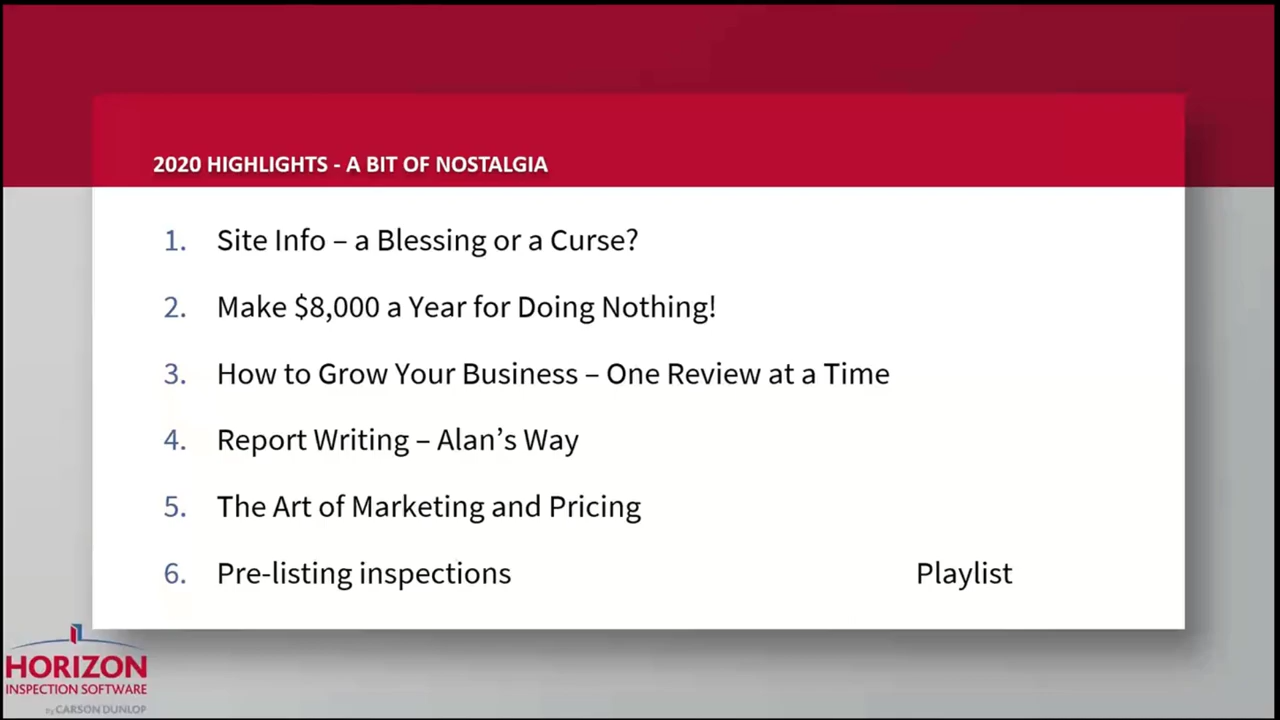 2020 HIGHLIGHTS - A BIT OF NOSTALGIA
1. Site Info – a Blessing or a Curse?
2. Make $8,000 a Year for Doing Nothing!
3. How to Grow Your Business – One Review at a Time
4. Report Writing – Alan’s Way
5. The Art of Marketing and Pricing
6. Pre-listing inspections
Playlist
HORIZON
INSPECTION SOFTWARE
by CARSON DUNLOP